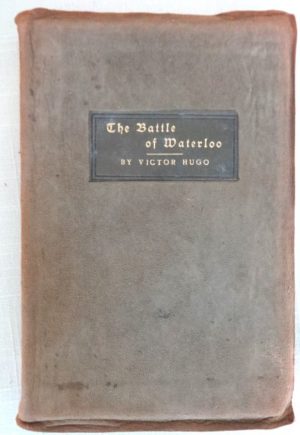 The Battle
of Waterloo
BY VICTOR HUGO